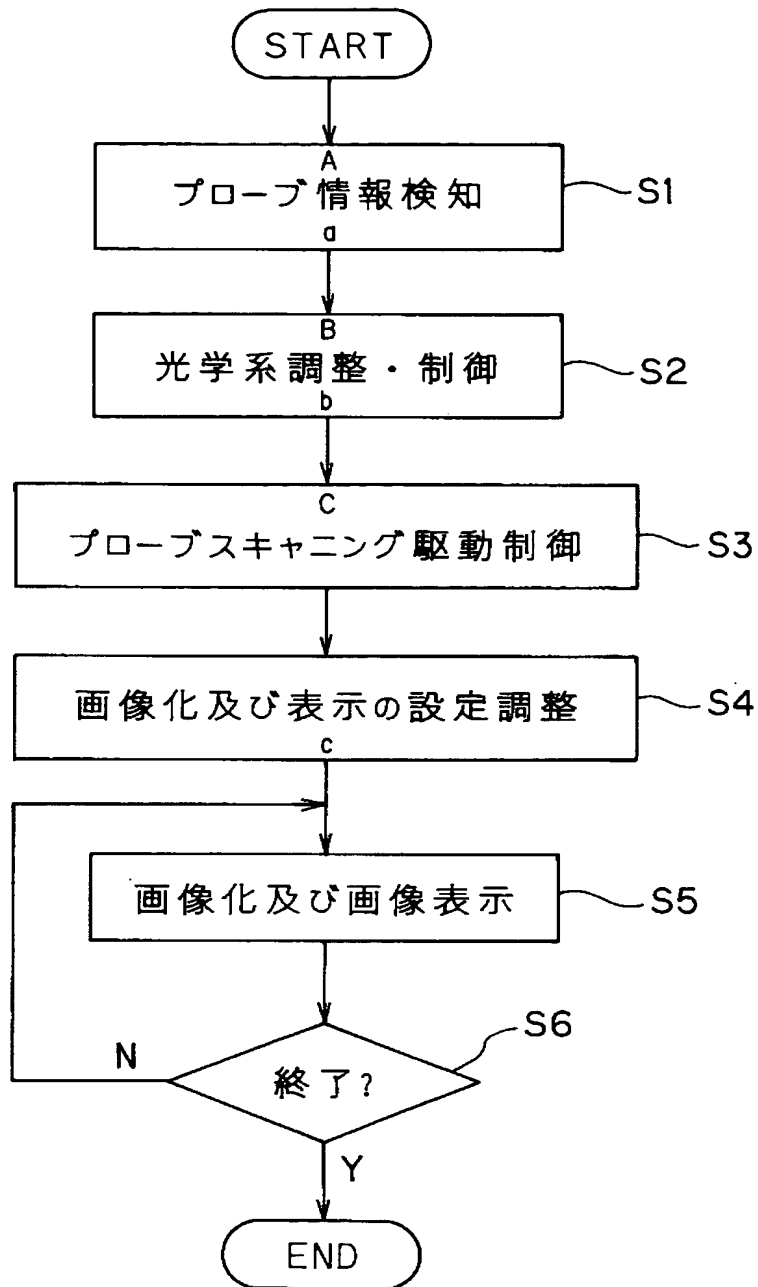 START
A
プローブ情報検知
a
S1
B
光学系調整・制御
b
S2
C
プローブスキャニング駆動制御
S3
画像化及び表示の設定調整
c
S4
画像化及び画像表示
S5
S6
終了?
N
Y
END